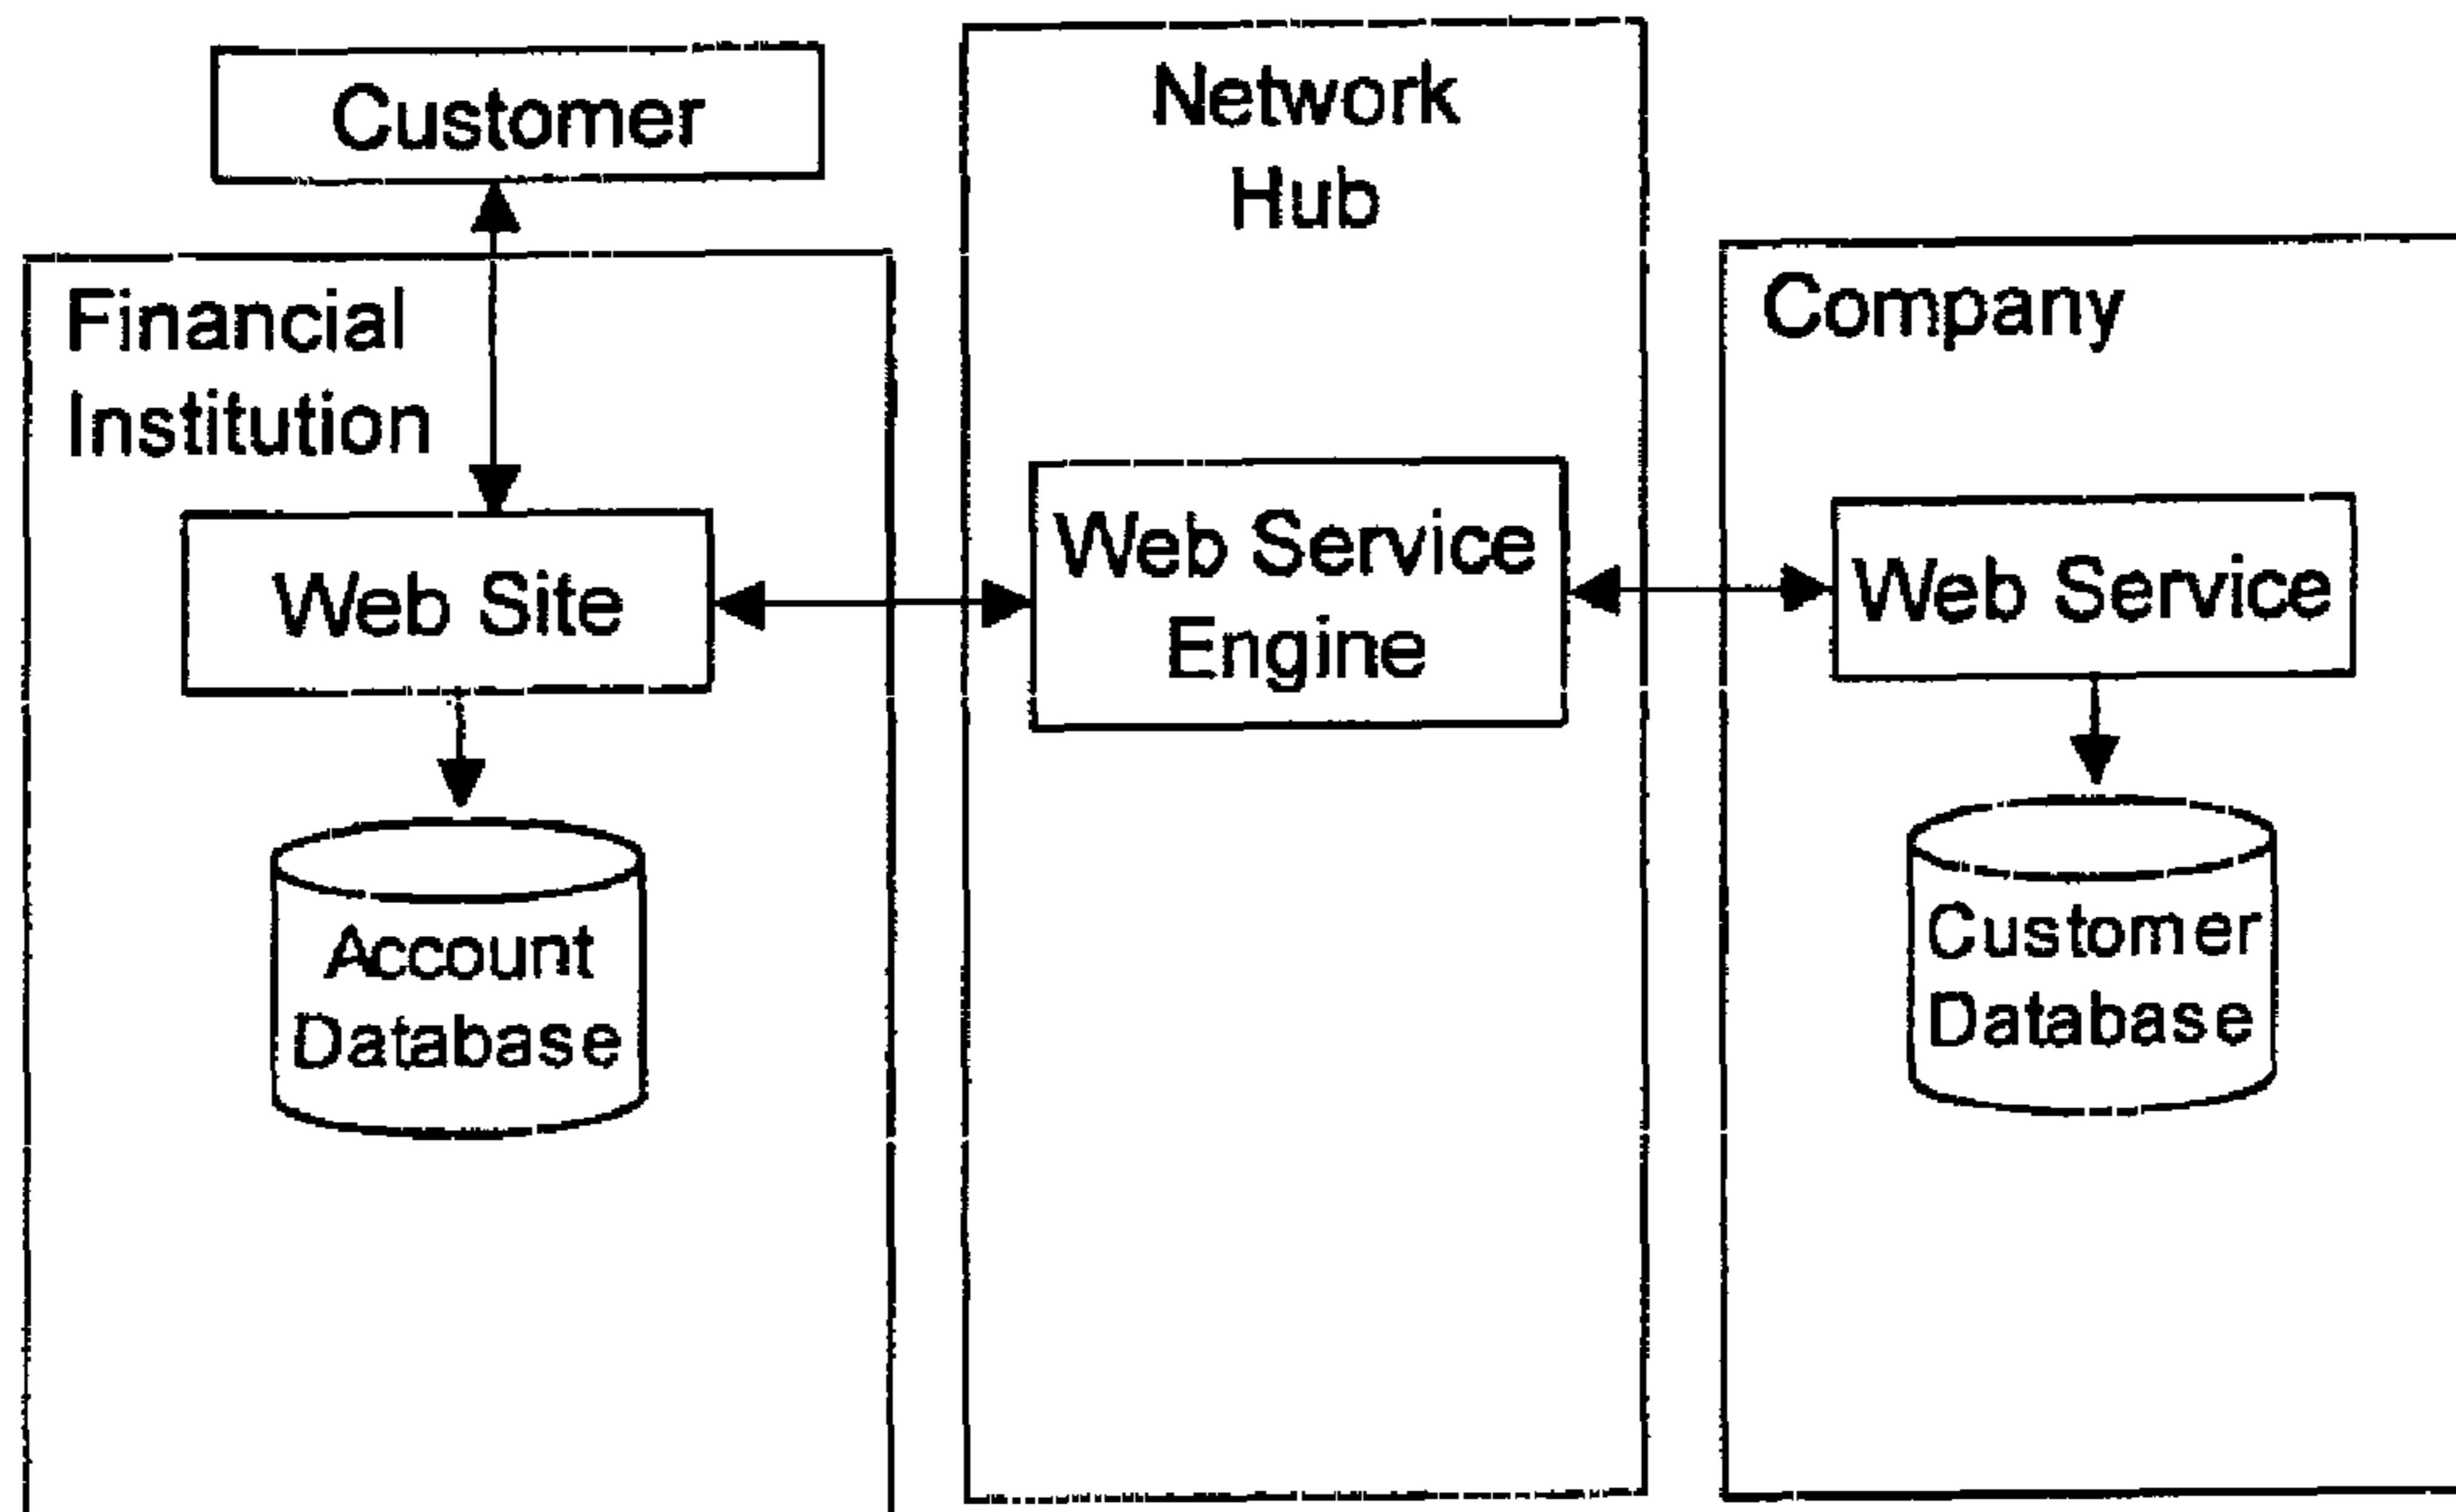 Customer
Network
Hub
Financial
Institution
Company
Web Site
Web Service
Engine
Web Service
Account
Database
Customer
Database